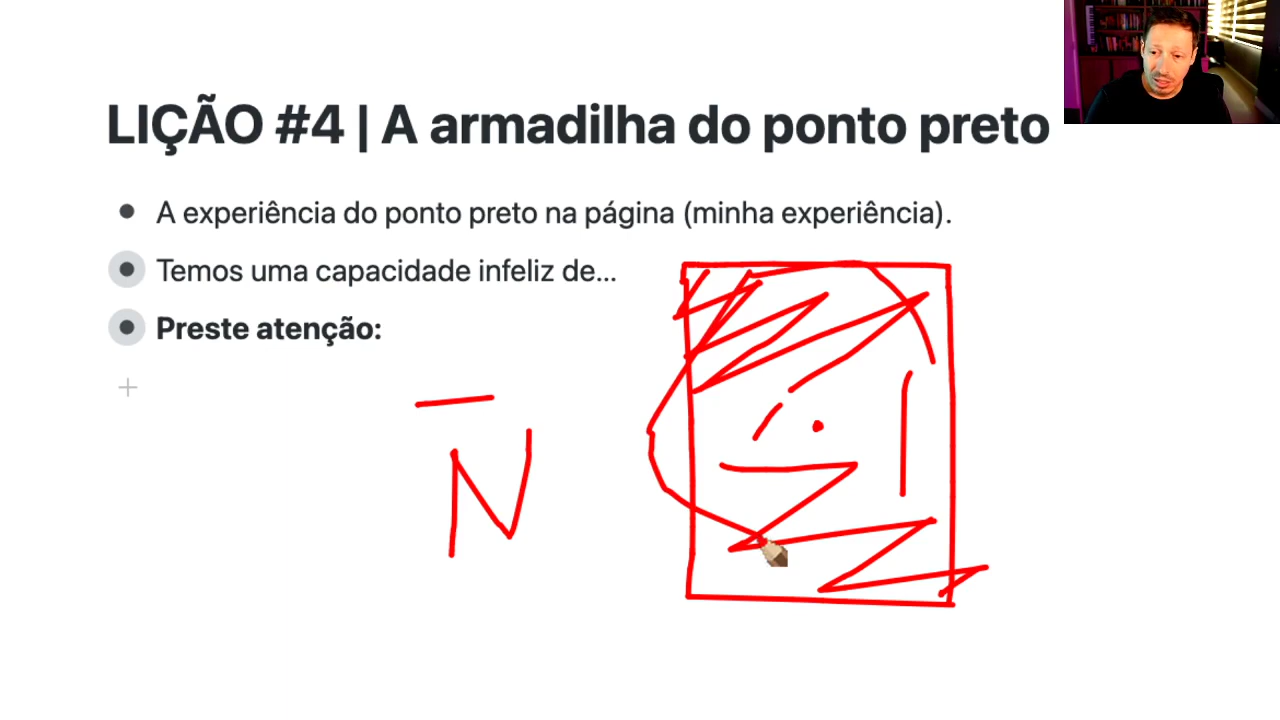 LIÇÃO #4 | A armadilha do ponto preto
A experiência do ponto preto na página (minha experiência).
Temos uma capacidade infeliz de...
Preste atenção:
N